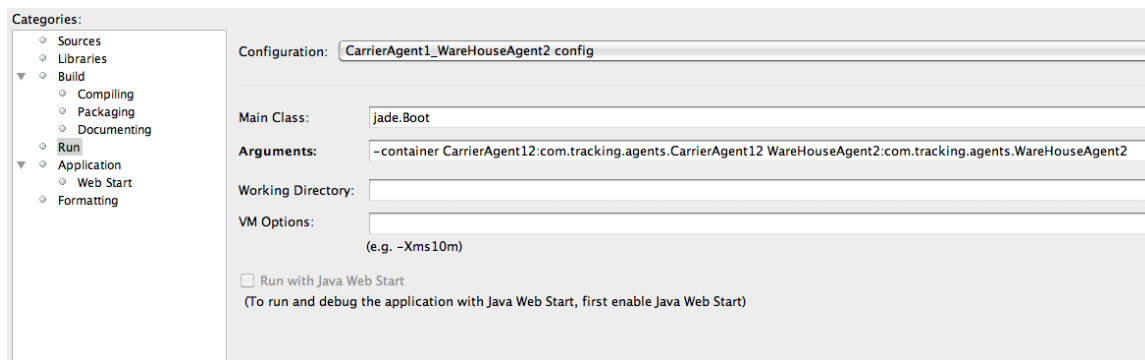 Categories:
Sources
Libraries
Build
Compiling
Packaging
Documenting
Run
Application
Web Start
Formatting
Configuration: CarrierAgent1_WareHouseAgent2 config
Main Class: jade.Boot
Arguments: -container CarrierAgent12:com.tracking.agents.CarrierAgent12 WareHouseAgent2:com.tracking.agents.WareHouseAgent2
Working Directory:
VM Options:
(e.g. -Xms10m)
Run with Java Web Start
(To run and debug the application with Java Web Start, first enable Java Web Start)